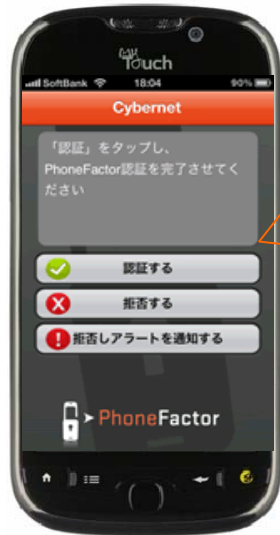 my
Touch
SoftBank 18:04 90%
Cybernet
「認証」をタップし、
PhoneFactor認証を完了させてく
ださい
認証する
拒否する
拒否しアラートを通知する
PhoneFactor